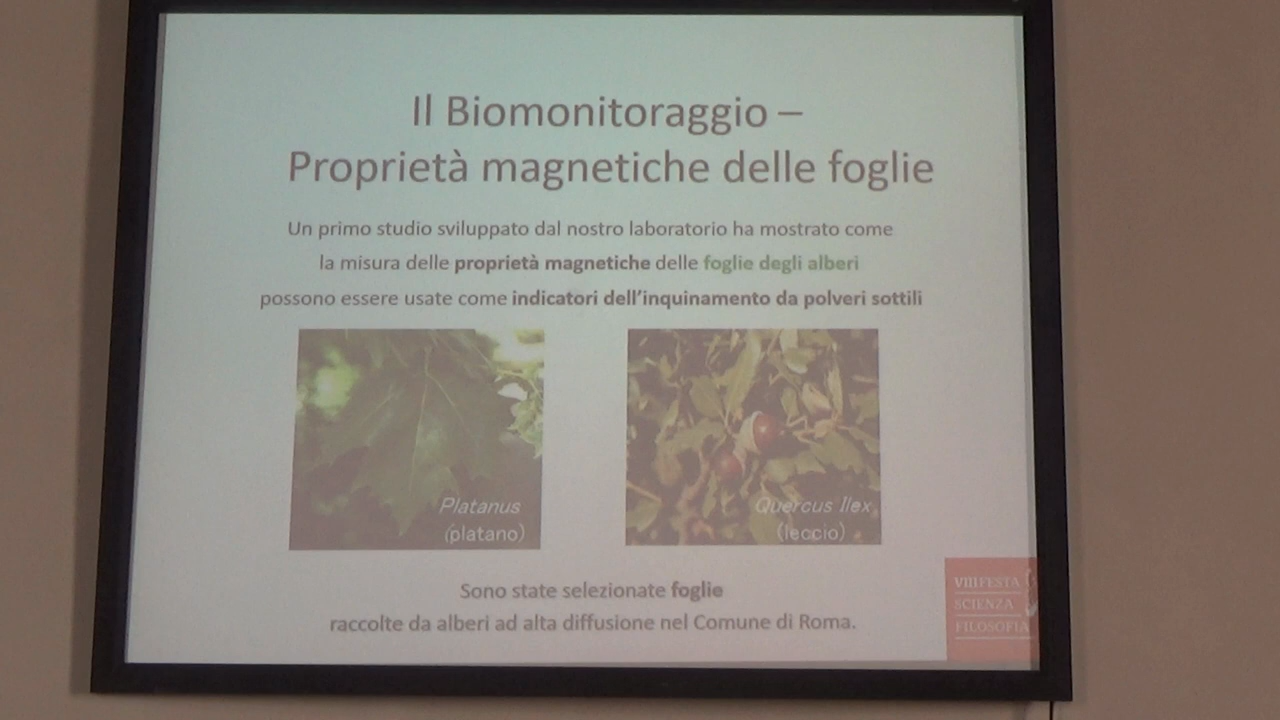 Il Biomonitoraggio –
Proprietà magnetiche delle foglie
Un primo studio sviluppato dal nostro laboratorio ha mostrato come
la misura delle proprietà magnetiche delle foglie degli alberi
possono essere usate come indicatori dell'inquinamento da polveri sottili
Platanus
(platano)
Quercus Ilex
(leccio)
Sono state selezionate foglie
raccolte da alberi ad alta diffusione nel Comune di Roma.
VIII FESTA
SCIENZA
FILOSOFIA